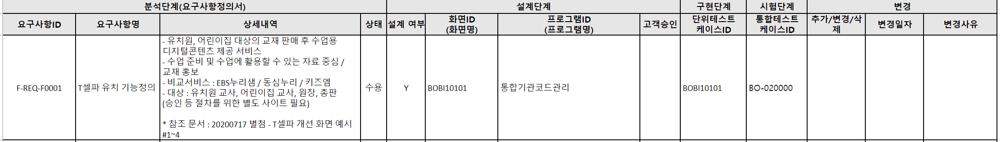 분석단계(요구사항정의서) 설계단계 구현단계 시험단계 변경
요구사항ID 요구사항명 상세내역 상태 설계 여부 화면ID (화면명) 프로그램ID (프로그램명) 고객승인 단위테스트 케이스ID 통합테스트 케이스ID 추가/변경/삭제 변경일자 변경사유
F-REQ-F0001
T셀파 유치 기능정의
- 유치원, 어린이집 대상의 교재 판매 후 수업용
디지털콘텐츠 제공 서비스
- 수업 준비 및 수업에 활용할 수 있는 자료 중심 /
교재 홍보
- 비교서비스 : EBS누리샘 / 동심누리 / 키즈엠
- 대상 : 유치원 교사, 어린이집 교사, 원장, 총판
(승인 등 절차를 위한 별도 사이트 필요)
* 참조 문서 : 20200717 별첨 - T셀파 개선 화면 예시
#1~4
수용
Y
BOBI10101
통합기관코드관리
BOBI10101
BO-020000